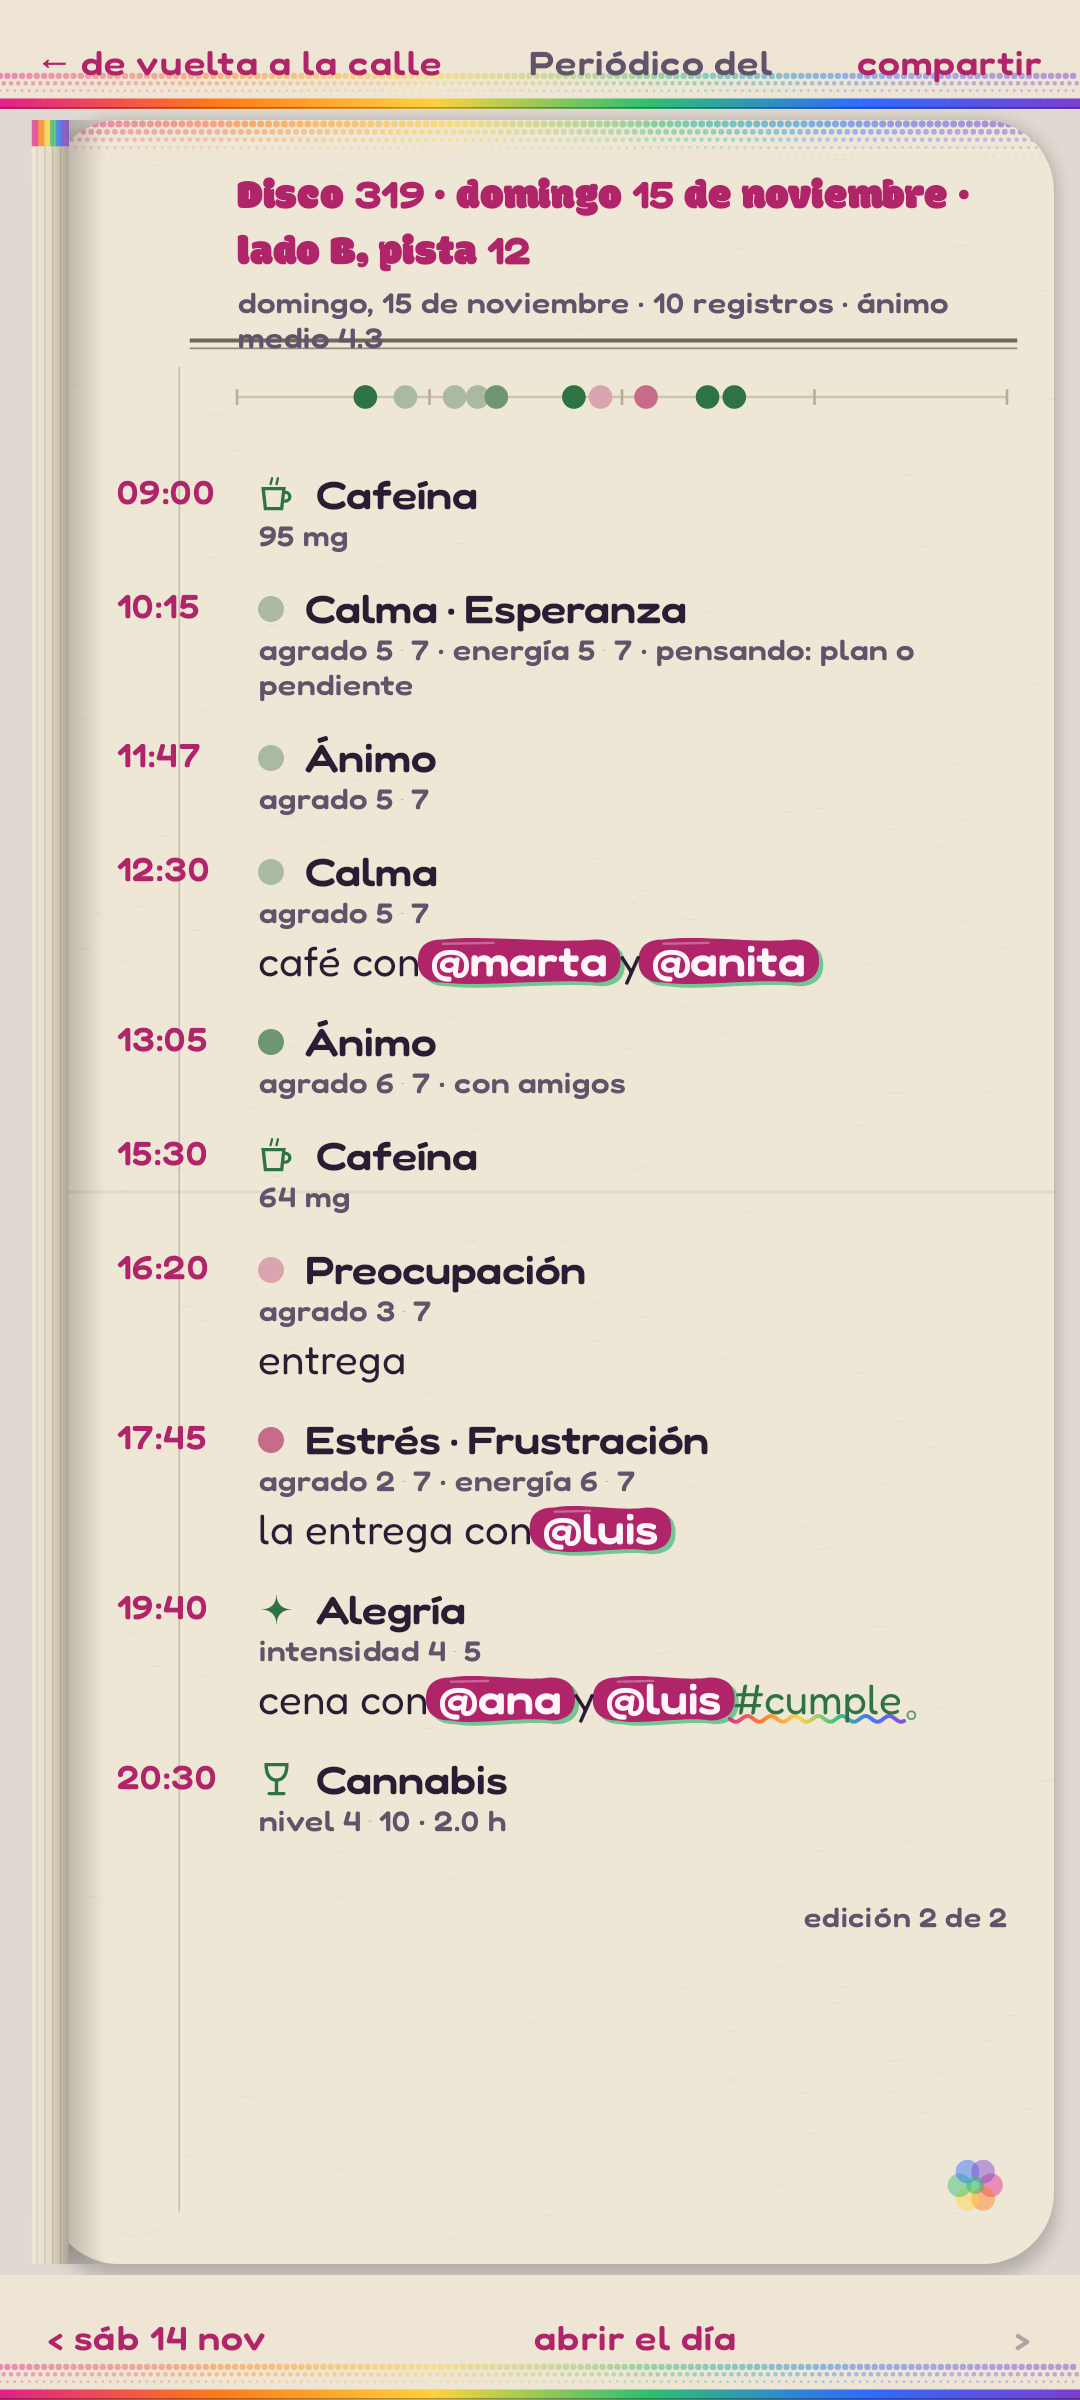 ← de vuelta a la calle
Periódico del
compartir
Disco 319 · domingo 15 de noviembre ·
lado B, pista 12
domingo, 15 de noviembre · 10 registros · ánimo
medio 4.3
09:00 Cafeína
95 mg
10:15 Calma · Esperanza
agrado 5 · 7 · energía 5 · 7 · pensando: plan o
pendiente
11:47 Ánimo
agrado 5 · 7
12:30 Calma
agrado 5 · 7
café con @marta y @anita
13:05 Ánimo
agrado 6 · 7 · con amigos
15:30 Cafeína
64 mg
16:20 Preocupación
agrado 3 · 7
entrega
17:45 Estrés · Frustración
agrado 2 · 7 · energía 6 · 7
la entrega con @luis
19:40 Alegría
intensidad 4 · 5
cena con @ana y @luis #cumple
20:30 Cannabis
nivel 4 · 10 · 2.0 h
edición 2 de 2
< sáb 14 nov
abrir el día
>